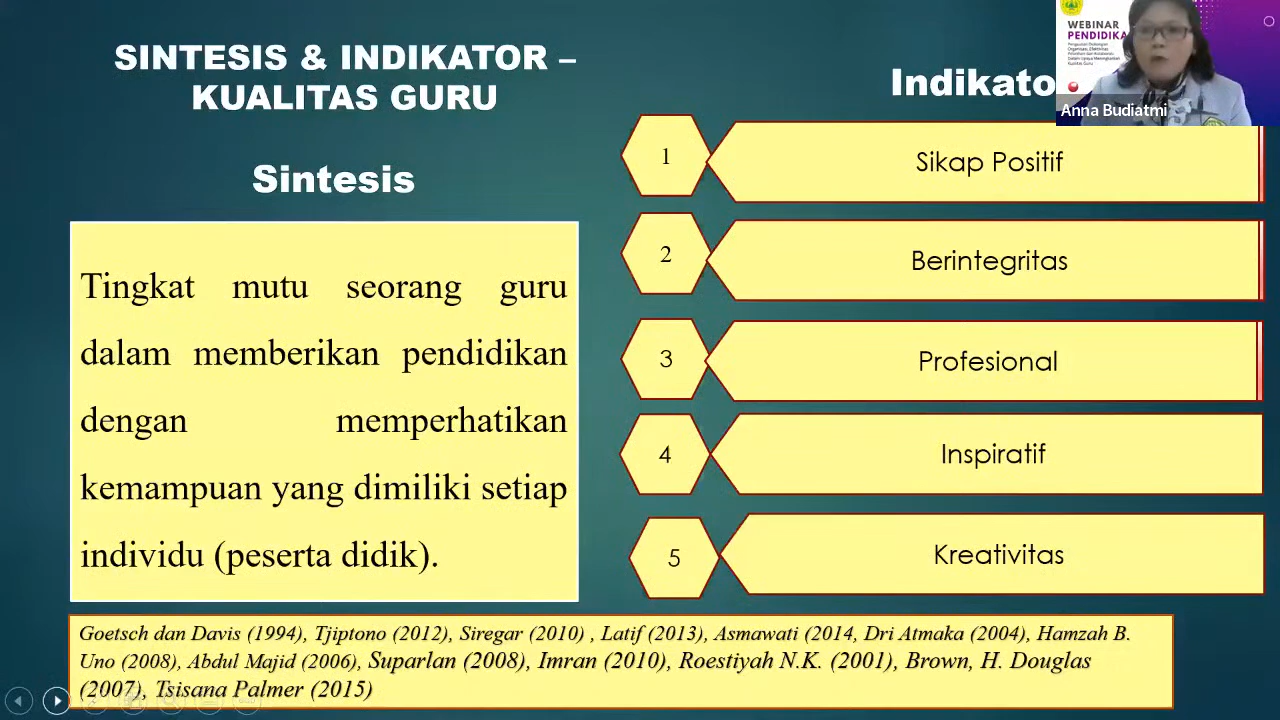 SINTESIS & INDIKATOR –
KUALITAS GURU
Sintesis
Tingkat mutu seorang guru
dalam memberikan pendidikan
dengan memperhatikan
kemampuan yang dimiliki setiap
individu (peserta didik).
Indikato
1
Sikap Positif
2
Berintegritas
3
Profesional
4
Inspiratif
5
Kreativitas
Goetsch dan Davis (1994), Tjiptono (2012), Siregar (2010) , Latif (2013), Asmawati (2014, Dri Atmaka (2004), Hamzah B.
Uno (2008), Abdul Majid (2006), Suparlan (2008), Imran (2010), Roestiyah N.K. (2001), Brown, H. Douglas
(2007), Tsisana Palmer (2015)
WEBINAR
PENDIDIKA
Anna Budiatmi